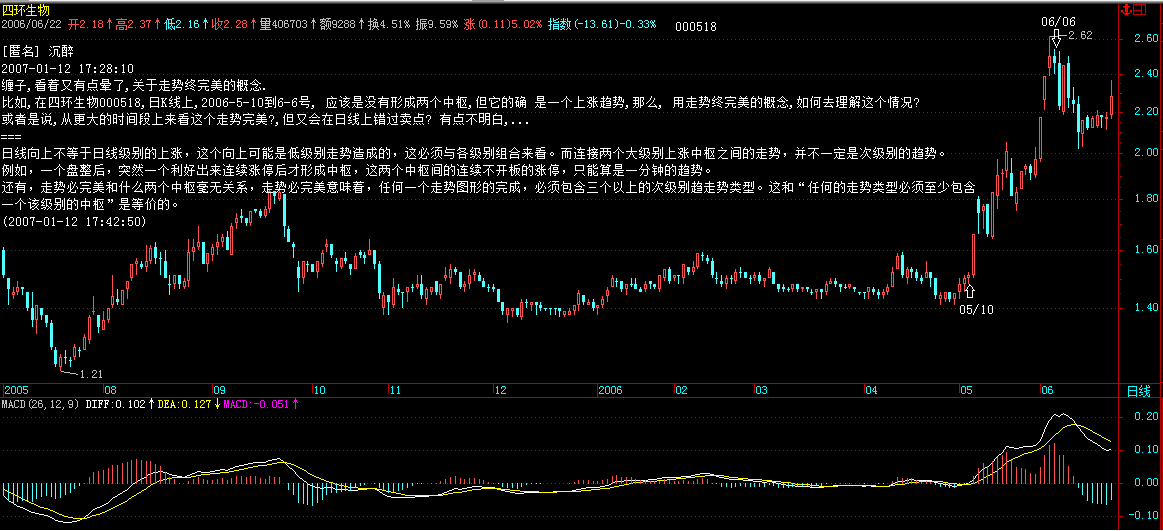 四环生物
2006/06/22 开2.18↑高2.37↑低2.16↓收2.28↑量406703↑额9288↑换4.51% 振9.59% 涨(0.11)5.02% 指数(-13.61)-0.33% 000518
06/06
2.62
[匿名] 沉醉
2007-01-12 17:28:10
缠子,看着又有点晕了,关于走势终完美的概念.
比如,在四环生物000518,日K线上,2006-5-10到6-6号, 应该是没有形成两个中枢,但它的确 是一个上涨趋势,那么, 用走势终完美的概念,如何去理解这个情况?
或者是说,从更大的时间段上来看这个走势完美?,但又会在日线上错过卖点? 有点不明白,...
===
日线向上不等于日线级别的上涨，这个向上可能是低级别走势造成的，这必须与各级别组合来看。而连接两个大级别上涨中枢之间的走势，并不一定是次级别的趋势。
例如，一个盘整后，突然一个利好出来连续涨停后才形成中枢，这两个中枢间的连续不开板的涨停，只能算是一分钟的趋势。
还有，走势必完美和什么两个中枢毫无关系，走势必完美意味着，任何一个走势图形的完成，必须包含三个以上的次级别趋走势类型。这和“任何的走势类型必须至少包含
一个该级别的中枢”是等价的。
(2007-01-12 17:42:50)
2.60
2.40
2.20
2.00
1.80
1.60
1.40
05/10
1.21
2005 08 09 10 11 12 2006 02 03 04 05 06 日线
MACD(26,12,9) DIFF:0.102↑DEA:0.127↓MACD:-0.051↑
0.20
0.10
0.00
-0.10